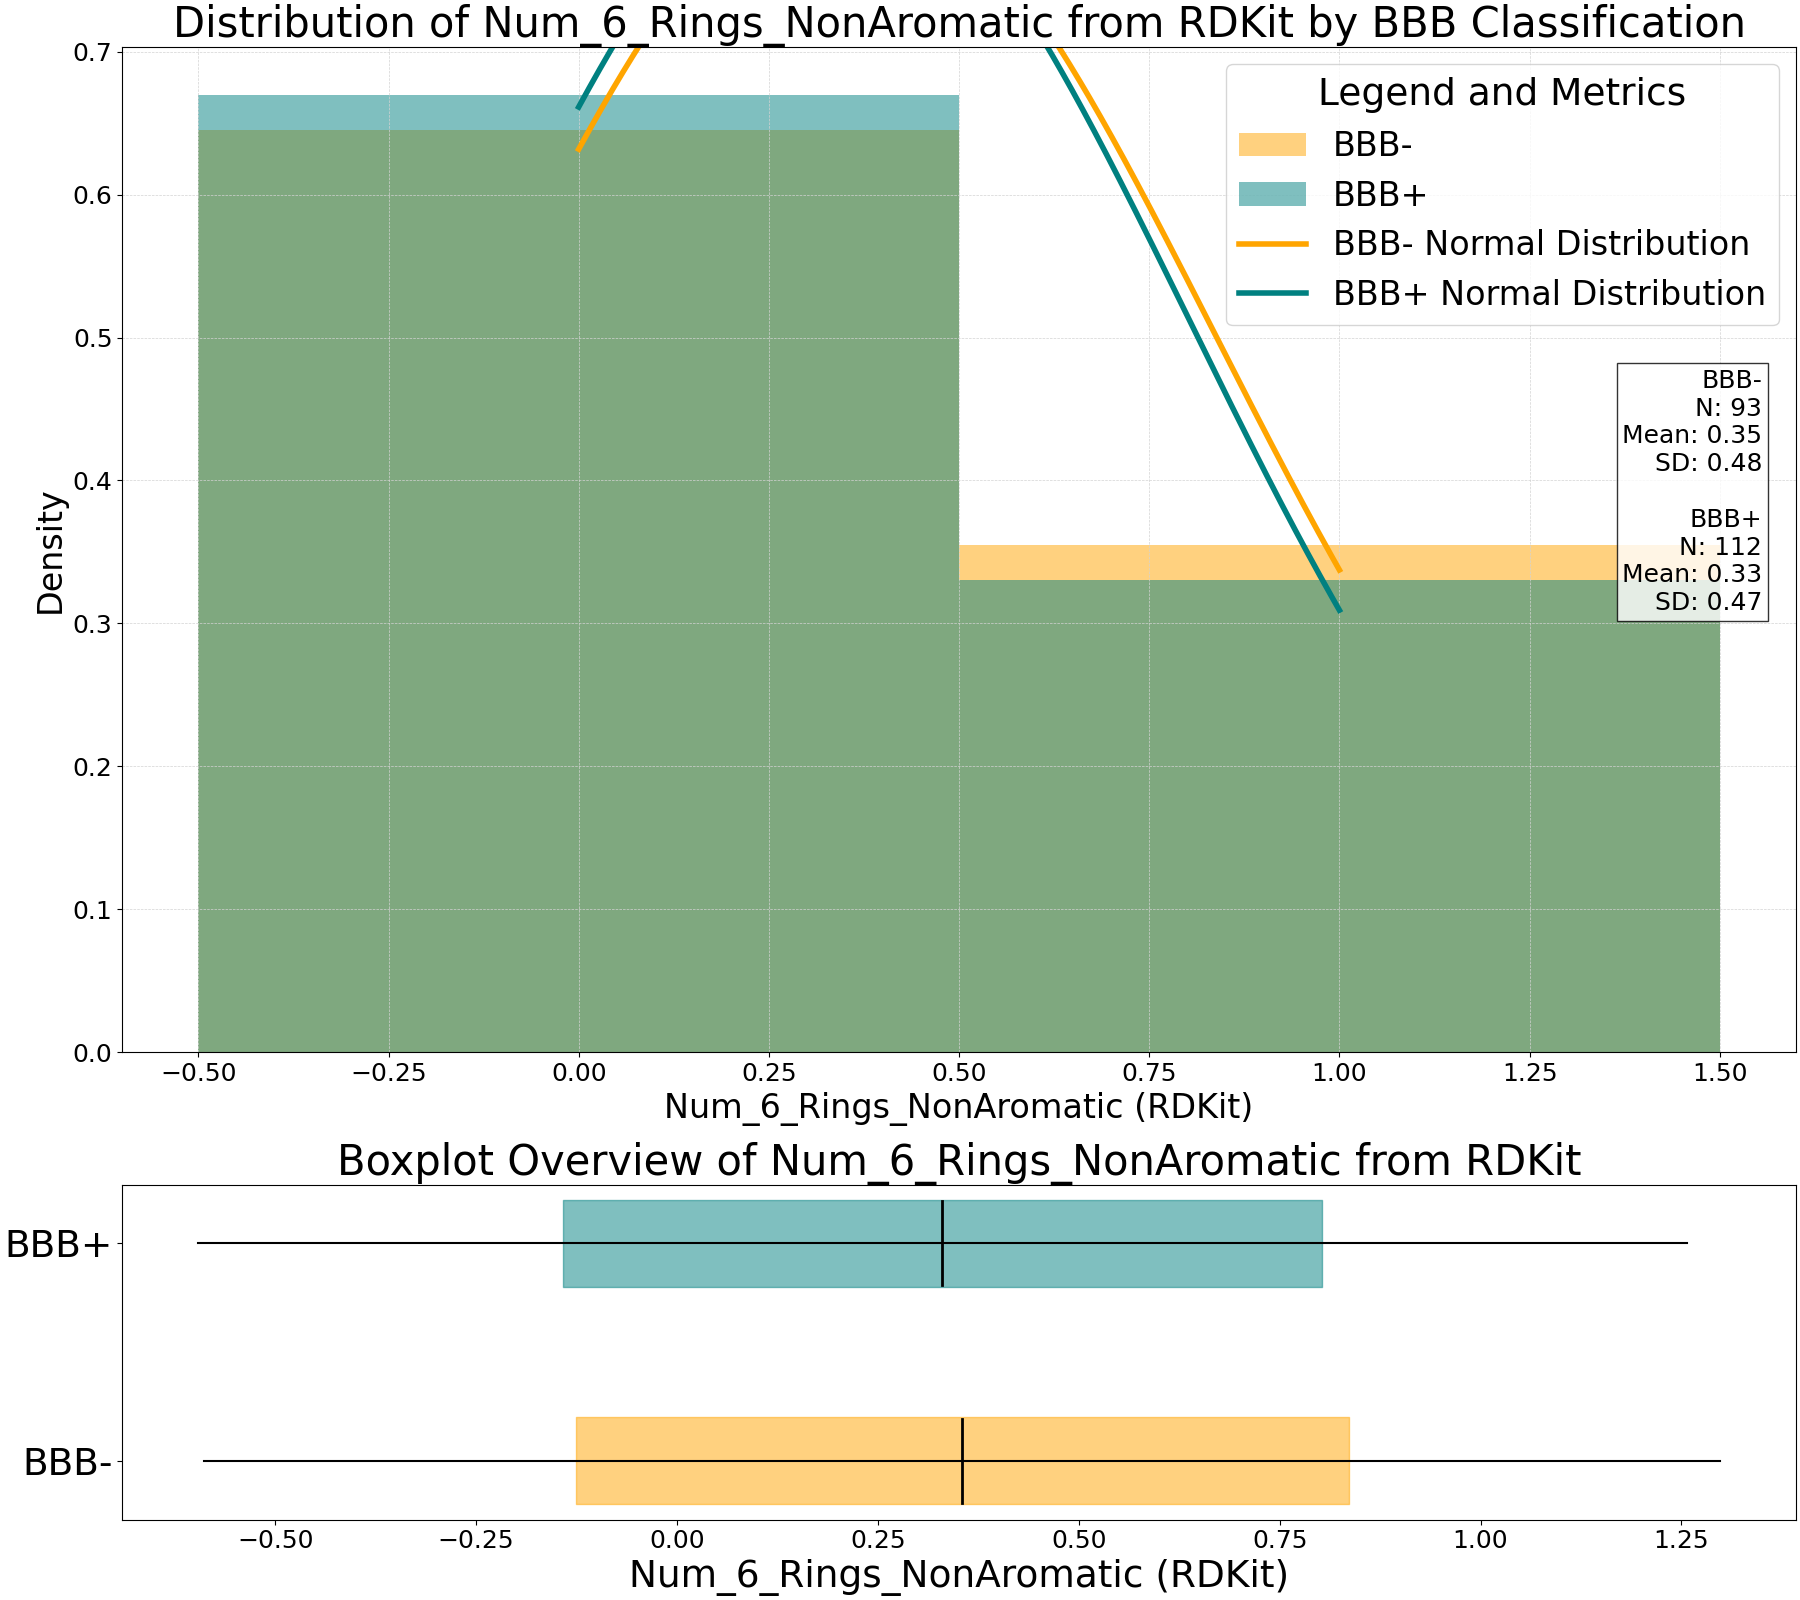 Distribution of Num_6_Rings_NonAromatic from RDKit by BBB Classification
0.7
0.6
0.5
0.4
0.3
0.2
0.1
0.0
Density
Legend and Metrics
BBB-
BBB+
BBB- Normal Distribution
BBB+ Normal Distribution
BBB-
N: 93
Mean: 0.35
SD: 0.48
BBB+
N: 112
Mean: 0.33
SD: 0.47
−0.50 −0.25 0.00 0.25 0.50 0.75 1.00 1.25 1.50
Num_6_Rings_NonAromatic (RDKit)
Boxplot Overview of Num_6_Rings_NonAromatic from RDKit
BBB+
BBB-
−0.50 −0.25 0.00 0.25 0.50 0.75 1.00 1.25
Num_6_Rings_NonAromatic (RDKit)